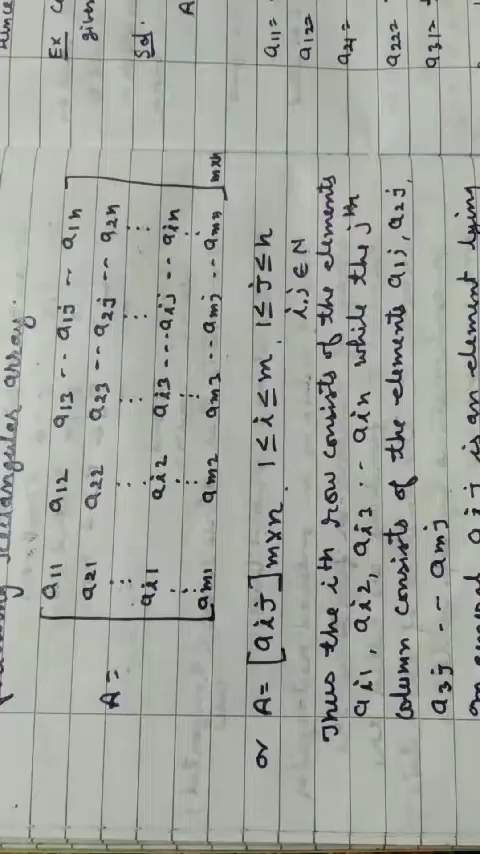 rectangular array.
a11 a12 a13 -- a1j -- a1n
a21 a22 a23 -- a2j -- a2n
⋮ ⋮ ⋮ ⋮ ⋮
A = ai1 ai2 ai3 --- aij -- ain
⋮ ⋮ ⋮
am1 am2 am3 -- amj -- amn m×n
or A = [aij] m×n 1≤i≤m, 1≤j≤n
i,j ∈ N
Thus the ith row consists of the elements
ai1, ai2, ai3 -- ain while the jth
column consists of the elements a1j, a2j,
a3j -- amj
aij is an element lying
Ex
given
Sol.
A
a11=
a12=
a21=
a22=
a31=